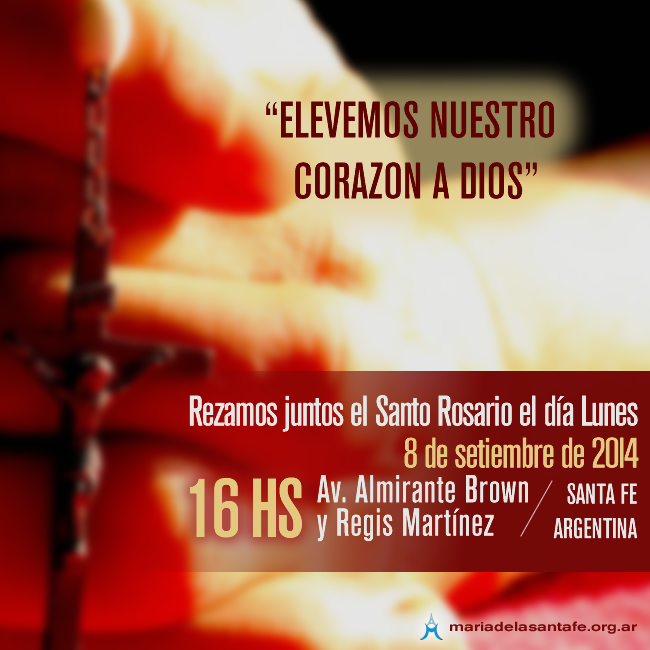 “ELEVEMOS NUESTRO
CORAZON A DIOS”
Rezamos juntos el Santo Rosario el día Lunes
8 de setiembre de 2014
16 HS
Av. Almirante Brown
y Regis Martínez
SANTA FE
ARGENTINA
mariadelasantafe.org.ar